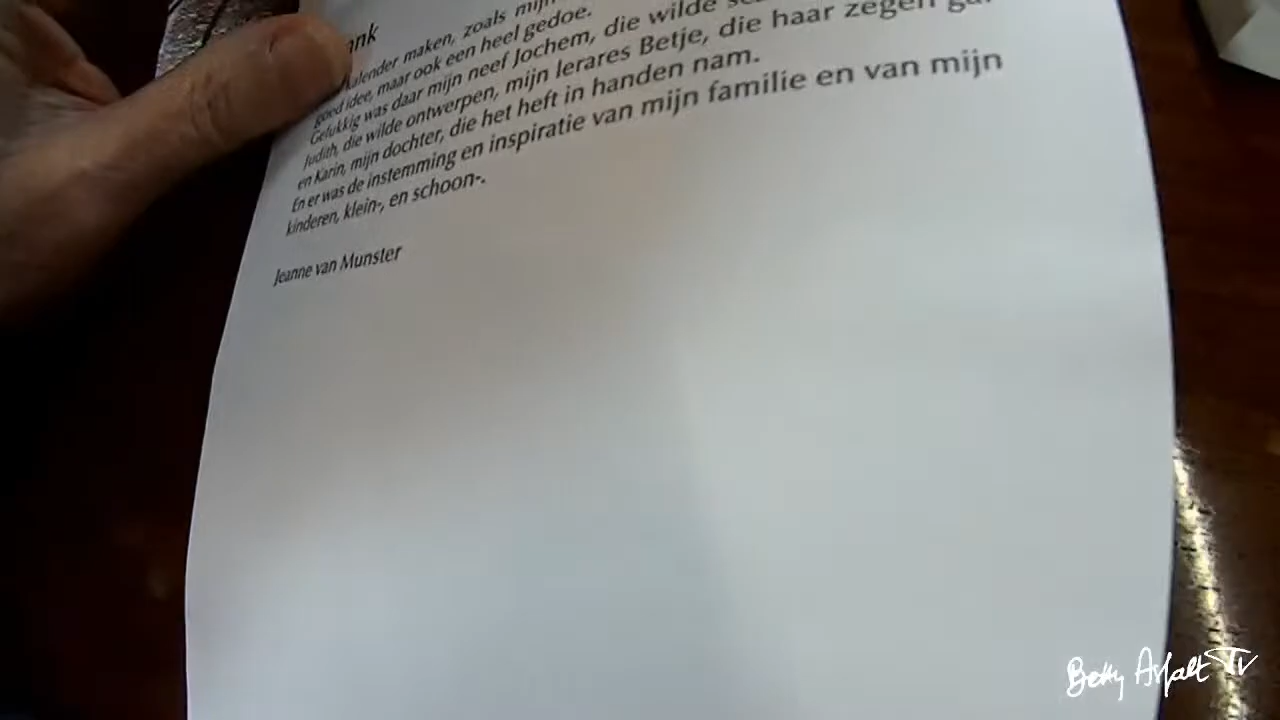 kalender maken, zoals mijn
goed idee, maar ook een heel gedoe.
Gelukkig was daar mijn neef Jochem, die wilde
Judith, die wilde ontwerpen, mijn lerares Betje, die haar zegen
en Karin, mijn dochter, die het heft in handen nam.
En er was de instemming en inspiratie van mijn familie en van mijn
kinderen, klein-, en schoon-.
Jeanne van Munster
Betty Asfalt TV